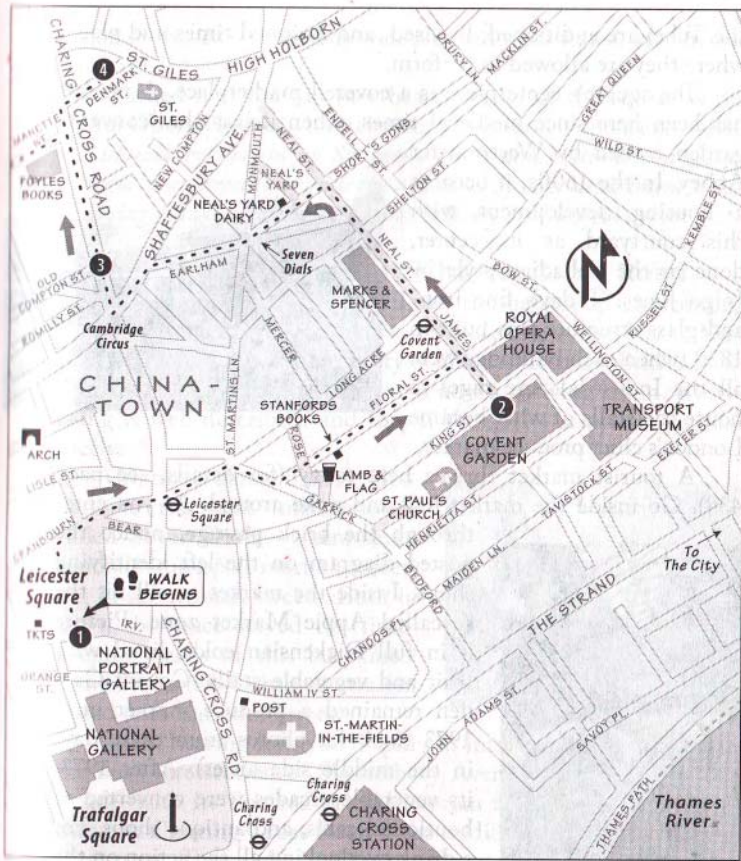 CHARING CROSS ROAD
4
ST. GILES
HIGH HOLBORN
DENMARK ST.
ST. GILES
DRURY LN.
MACKLIN ST.
GREAT QUEEN
WILD ST.
KEMBLE ST.
FOYLES BOOKS
NEW COMPTON
SHAFTESBURY AVE.
MONMOUTH
NEAL ST.
ENDELL ST.
SHORT'S GDNS.
SHELTON ST.
NEAL'S YARD
NEAL'S YARD DAIRY
Seven Dials
EARLHAM
3
OLD COMPTON ST.
ROMILLY ST.
Cambridge Circus
MARKS & SPENCER
NEAL ST.
BOW ST.
N
RUSSEL ST.
JAMES
ROYAL OPERA HOUSE
WELLINGTON ST.
Covent Garden
MERCER
LONG ACRE
FLORAL ST.
CHINA-TOWN
ST. MARTINS LN.
STANFORDS BOOKS
ROSE
2
COVENT GARDEN
TRANSPORT MUSEUM
EXETER ST.
KING ST.
ARCH
LISLE ST.
LAMB & FLAG
GARRICK
ST. PAUL'S CHURCH
TAVISTOCK ST.
Leicester Square
CRANBOURN
BEAR
HENRIETTA ST.
MAIDEN LN.
BEDFORD
To The City
Leicester Square
WALK BEGINS
THE STRAND
CHANDOS PL.
TKTS
1
IRV.
ORANGE ST.
NATIONAL PORTRAIT GALLERY
CHARING CROSS RD.
WILLIAM IV ST.
POST
ST.-MARTIN-IN-THE-FIELDS
NATIONAL GALLERY
JOHN ADAMS ST.
SAVOY PL.
THAMES PATH
Thames River
Trafalgar Square
Charing Cross
Charing Cross
CHARING CROSS STATION